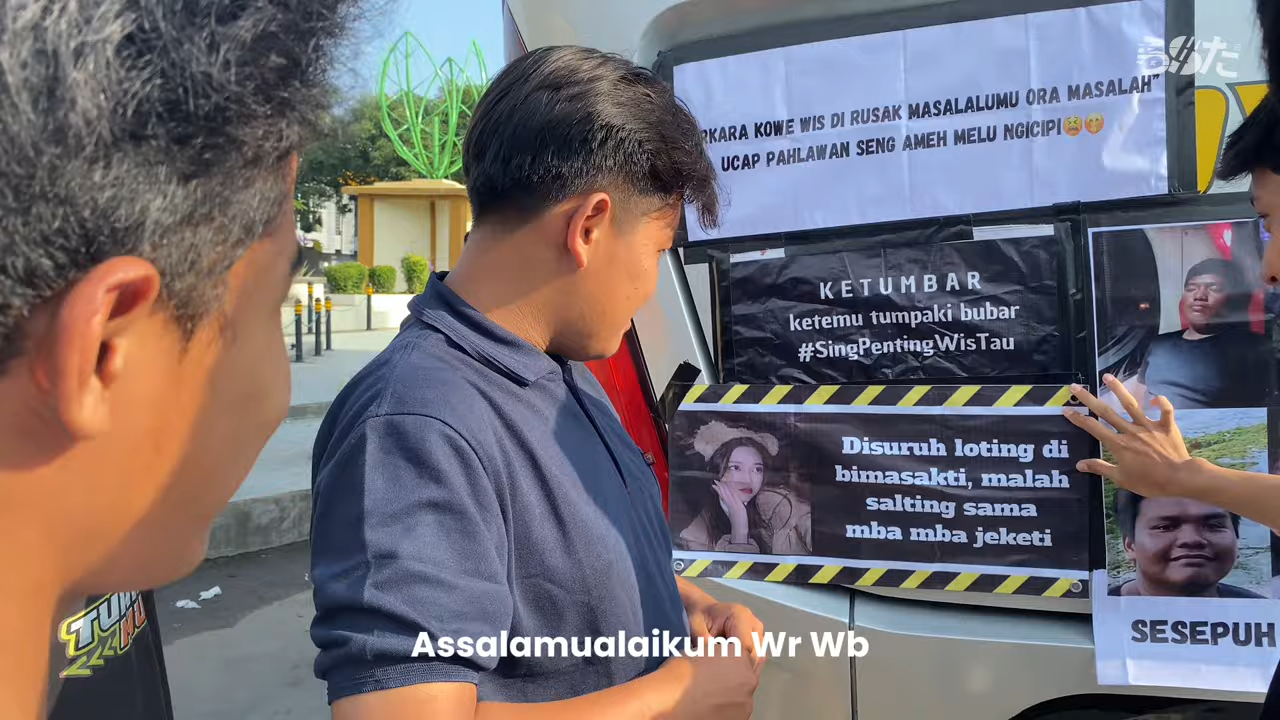 RKARA KOWE WIS DI RUSAK MASALALUMU ORA MASALAH"
UCAP PAHLAWAN SENG AMEH MELU NGICIPI😫🤭
KETUMBAR
ketemu tumpaki bubar
#SingPentingWisTau
Disuruh loting di
bimasakti, malah
salting sama
mba mba jeketi
SESEPUH
Assalamualaikum Wr Wb